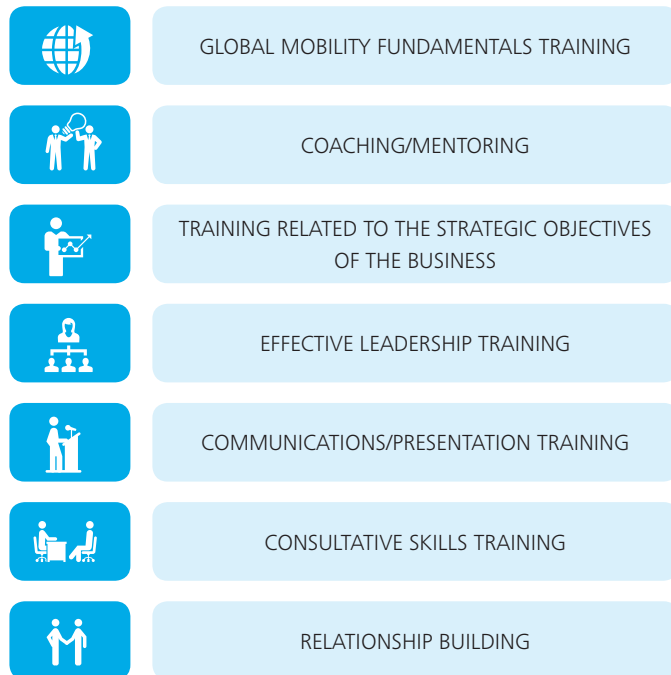 GLOBAL MOBILITY FUNDAMENTALS TRAINING
COACHING/MENTORING
TRAINING RELATED TO THE STRATEGIC OBJECTIVES
OF THE BUSINESS
EFFECTIVE LEADERSHIP TRAINING
COMMUNICATIONS/PRESENTATION TRAINING
CONSULTATIVE SKILLS TRAINING
RELATIONSHIP BUILDING